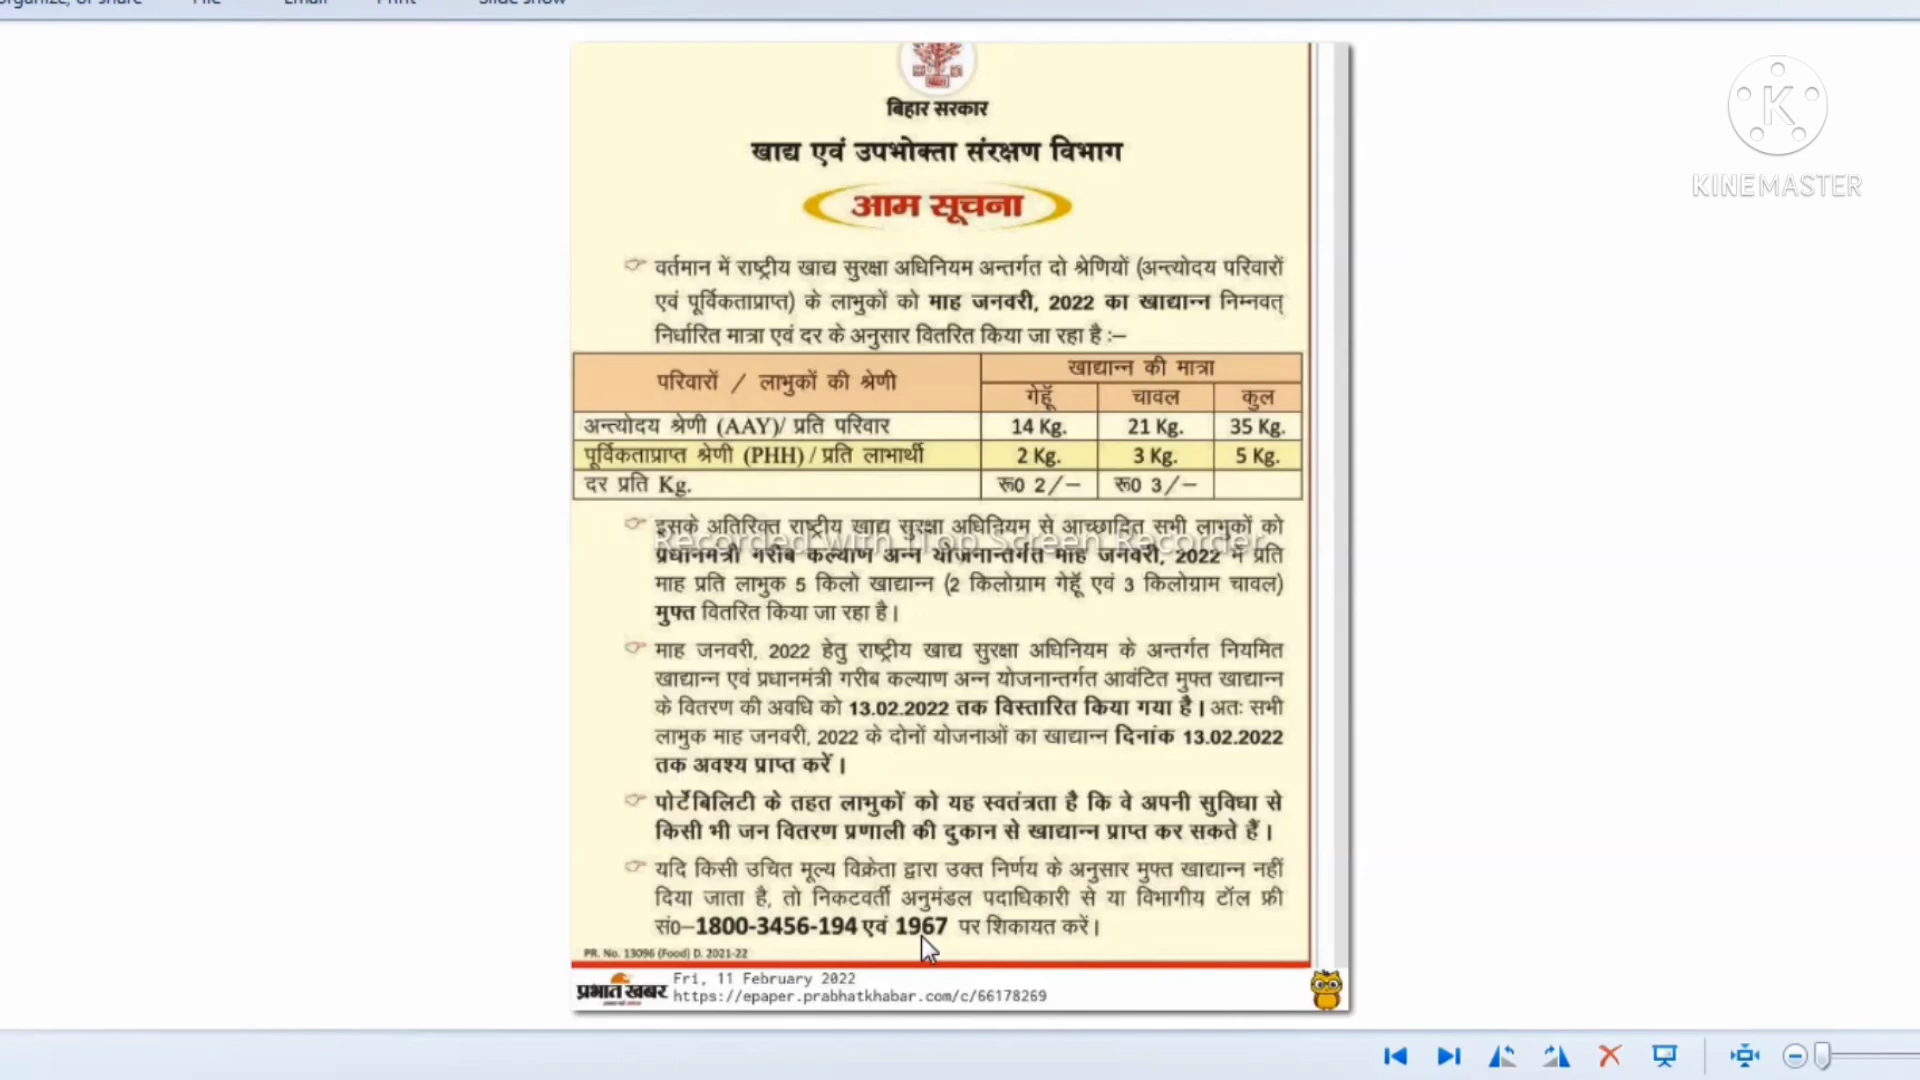 Print
KINEMASTER
बिहार सरकार
खाद्य एवं उपभोक्ता संरक्षण विभाग
आम सूचना
वर्तमान में राष्ट्रीय खाद्य सुरक्षा अधिनियम अन्तर्गत दो श्रेणियों (अन्त्योदय परिवारों
एवं पूर्विकताप्राप्त) के लाभुकों को माह जनवरी, 2022 का खाद्यान्न निम्नवत्
निर्धारित मात्रा एवं दर के अनुसार वितरित किया जा रहा है :–
परिवारों / लाभुकों की श्रेणी खाद्यान्न की मात्रा
गेहूँ चावल कुल
अन्त्योदय श्रेणी (AAY)/ प्रति परिवार 14 Kg. 21 Kg. 35 Kg.
पूर्विकताप्राप्त श्रेणी (PHH) / प्रति लाभार्थी 2 Kg. 3 Kg. 5 Kg.
दर प्रति Kg. रू0 2/– रू0 3/–
इसके अतिरिक्त राष्ट्रीय खाद्य सुरक्षा अधिनियम से आच्छादित सभी लाभुकों को
Recorded with iTop Screen Recorder
प्रधानमंत्री गरीब कल्याण अन्न योजनान्तर्गत माह जनवरी, 2022 में प्रति
माह प्रति लाभुक 5 किलो खाद्यान्न (2 किलोग्राम गेहूँ एवं 3 किलोग्राम चावल)
मुफ्त वितरित किया जा रहा है।
माह जनवरी, 2022 हेतु राष्ट्रीय खाद्य सुरक्षा अधिनियम के अन्तर्गत नियमित
खाद्यान्न एवं प्रधानमंत्री गरीब कल्याण अन्न योजनान्तर्गत आवंटित मुफ्त खाद्यान्न
के वितरण की अवधि को 13.02.2022 तक विस्तारित किया गया है। अतः सभी
लाभुक माह जनवरी, 2022 के दोनों योजनाओं का खाद्यान्न दिनांक 13.02.2022
तक अवश्य प्राप्त करें।
पोर्टेबिलिटी के तहत लाभुकों को यह स्वतंत्रता है कि वे अपनी सुविधा से
किसी भी जन वितरण प्रणाली की दुकान से खाद्यान्न प्राप्त कर सकते हैं।
यदि किसी उचित मूल्य विक्रेता द्वारा उक्त निर्णय के अनुसार मुफ्त खाद्यान्न नहीं
दिया जाता है, तो निकटवर्ती अनुमंडल पदाधिकारी से या विभागीय टॉल फ्री
सं0–1800-3456-194 एवं 1967 पर शिकायत करें।
PR. No. 13096 (Food) D. 2021-22
प्रभात खबर
Fri, 11 February 2022
https://epaper.prabhatkhabar.com/c/66178269